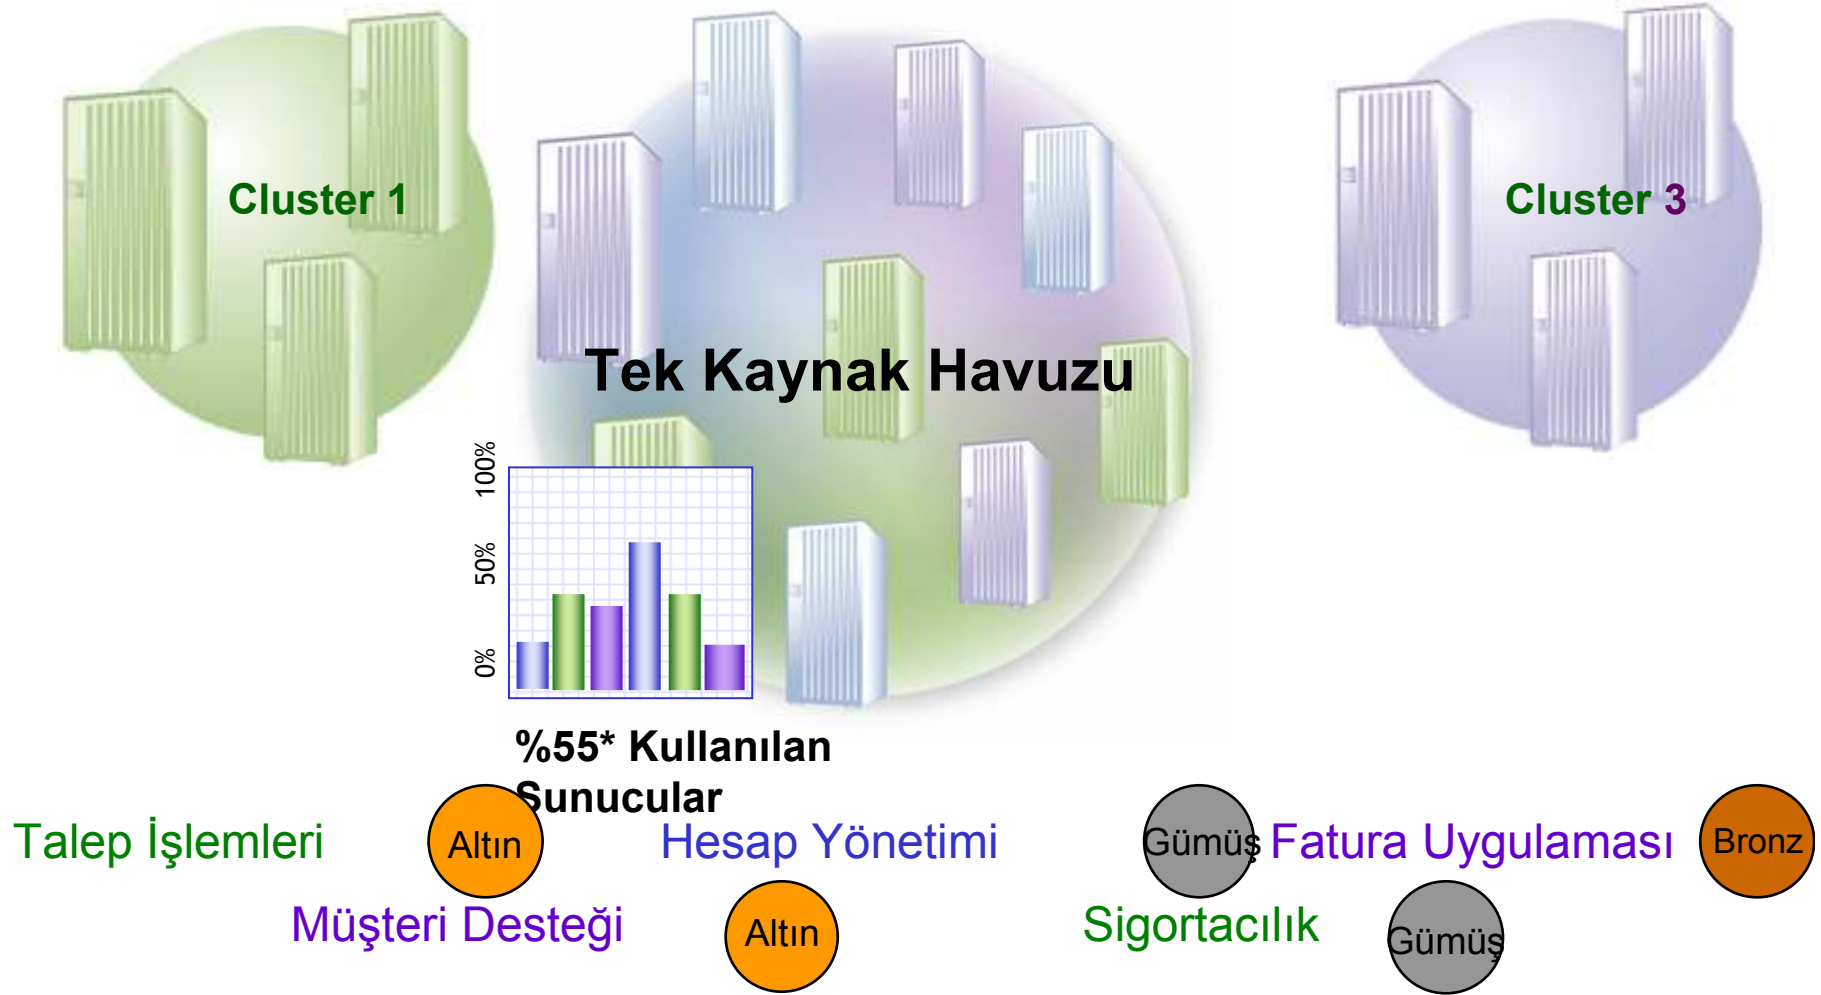 Cluster 1
Cluster 3
Tek Kaynak Havuzu
100%
50%
0%
%55* Kullanılan
Sunucular
Talep İşlemleri
Altın
Hesap Yönetimi
Gümüş
Fatura Uygulaması
Bronz
Müşteri Desteği
Altın
Sigortacılık
Gümüş